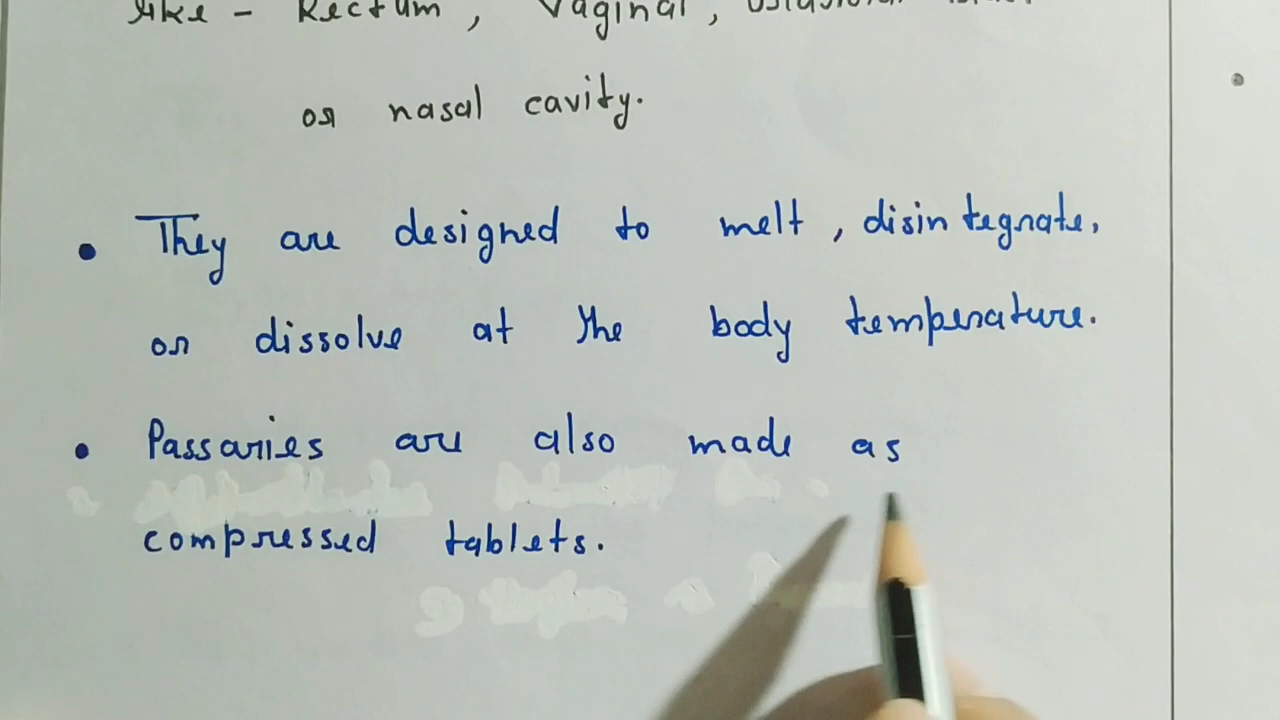 like - Rectum, Vaginal,
or nasal cavity.
• They are designed to melt, disintegrate,
or dissolve at the body temperature.
• Passaries are also made as
compressed tablets.